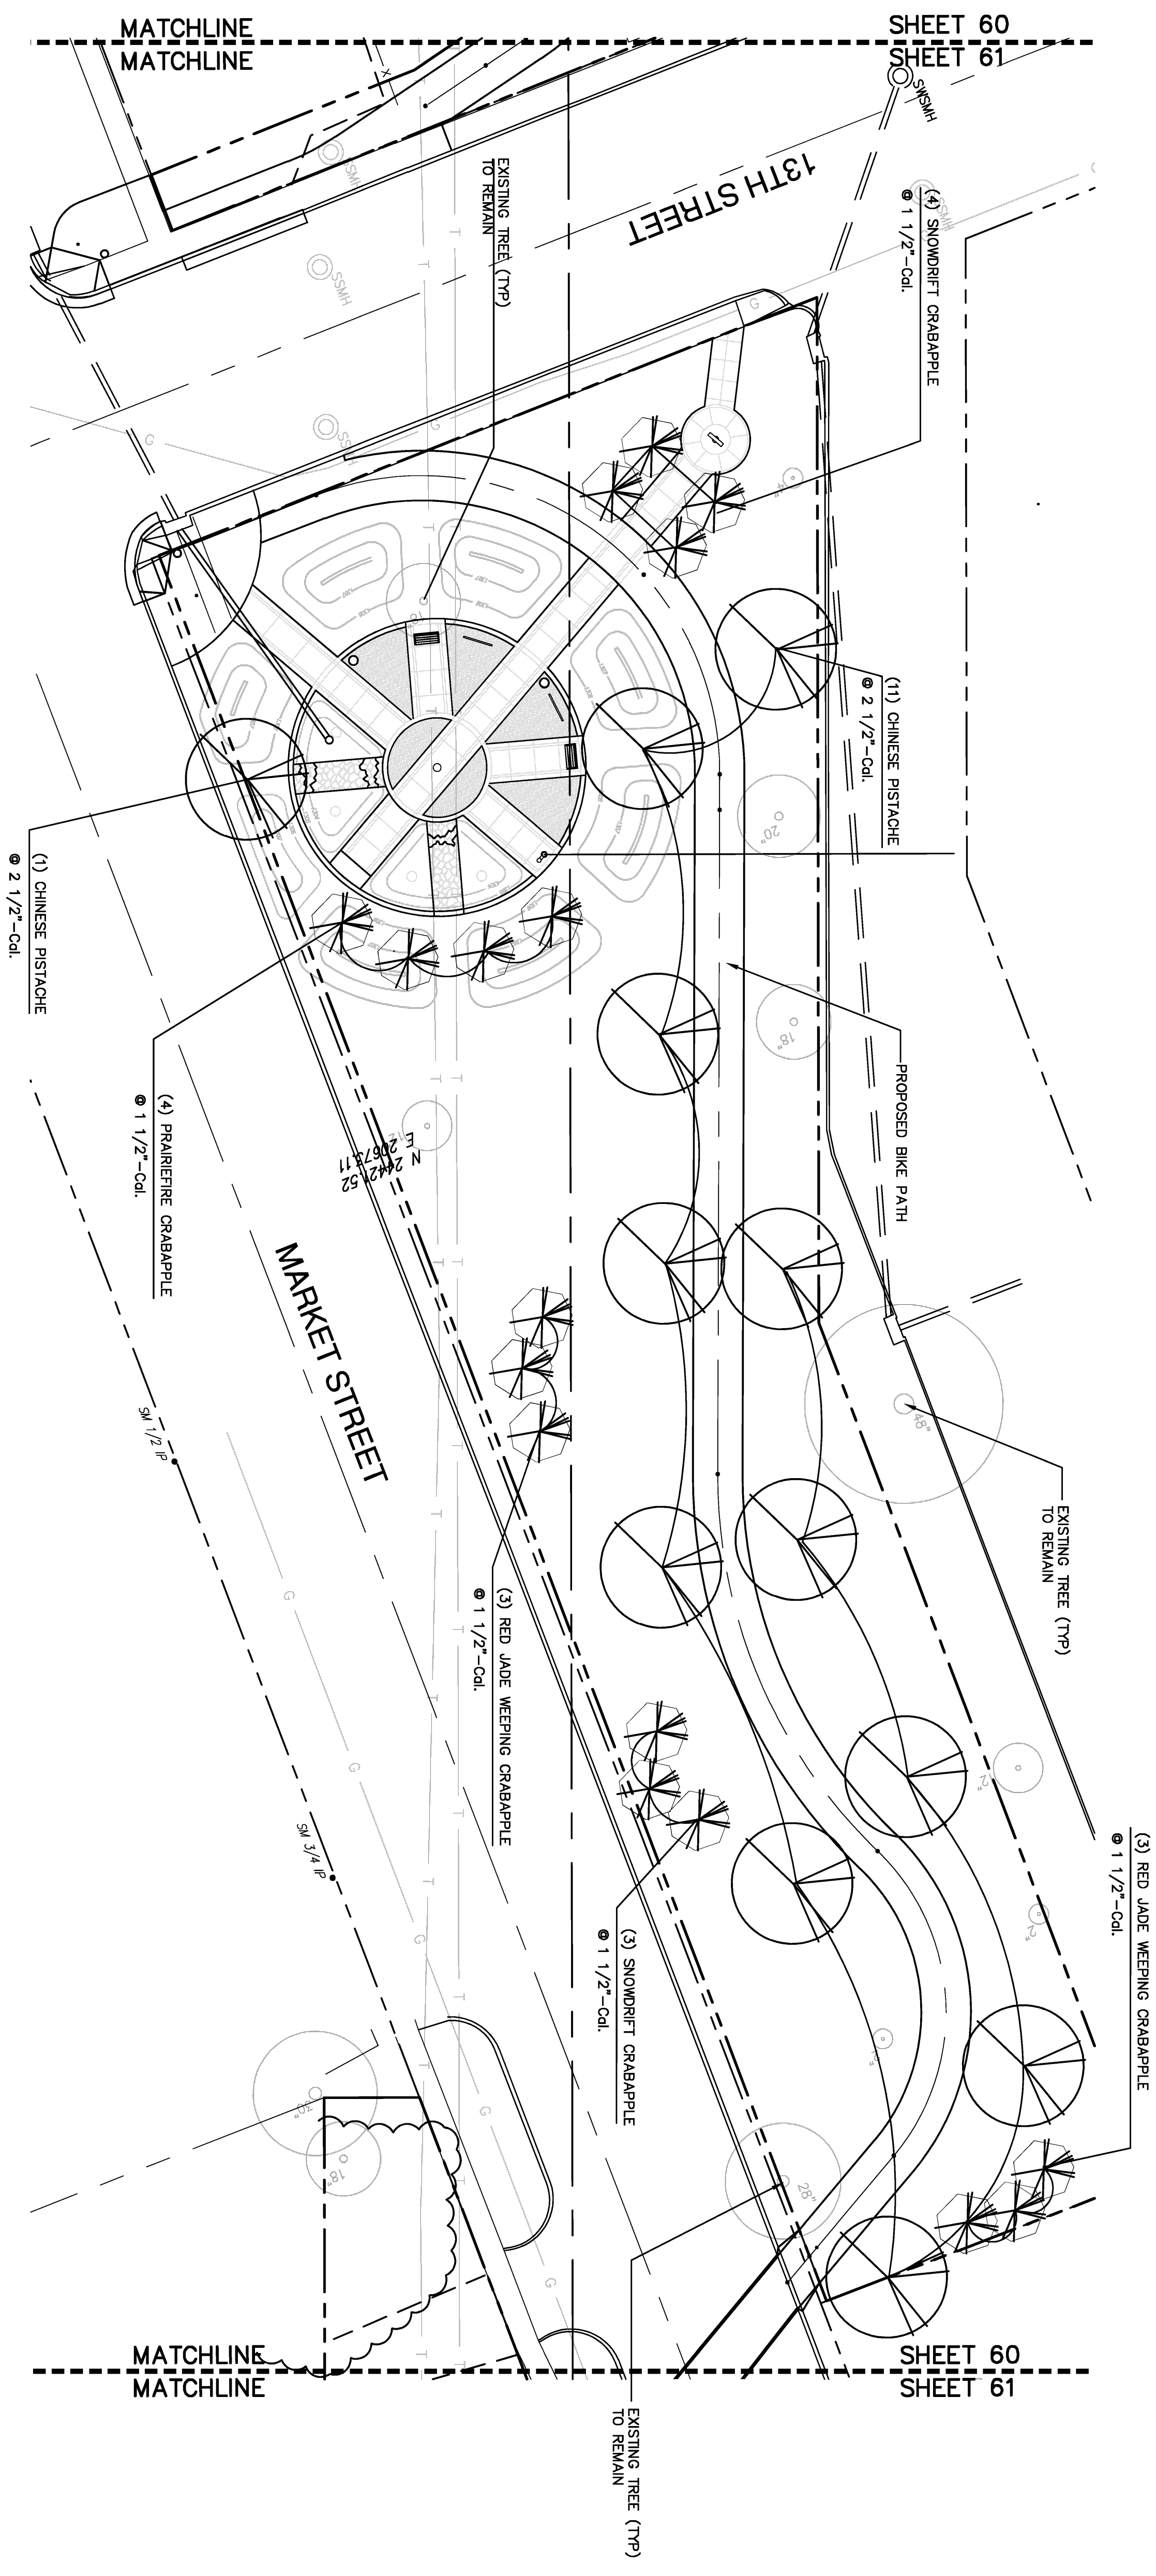 MATCHLINE
SHEET 60
MATCHLINE
SHEET 61
SWSMH
13TH STREET
EXISTING TREE (TYP)
TO REMAIN
SSMH
SSMH
SSMH
SSMH
(4) SNOWDRIFT CRABAPPLE
@ 1 1/2"-Cal.
(11) CHINESE PISTACHE
@ 2 1/2"-Cal.
20"
(1) CHINESE PISTACHE
@ 2 1/2"-Cal.
18"
PROPOSED BIKE PATH
(4) PRAIRIEFIRE CRABAPPLE
@ 1 1/2"-Cal.
N 24421.52
E 20673.11
MARKET STREET
SM 1/2 IP
48"
EXISTING TREE (TYP)
TO REMAIN
(3) RED JADE WEEPING CRABAPPLE
@ 1 1/2"-Cal.
SM 3/4 IP
(3) SNOWDRIFT CRABAPPLE
@ 1 1/2"-Cal.
(3) RED JADE WEEPING CRABAPPLE
@ 1 1/2"-Cal.
18"
28"
MATCHLINE
SHEET 60
MATCHLINE
SHEET 61
EXISTING TREE (TYP)
TO REMAIN